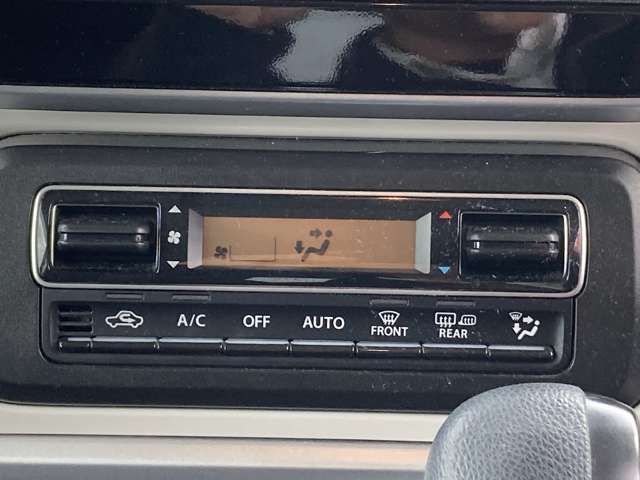 A/C OFF AUTO FRONT REAR